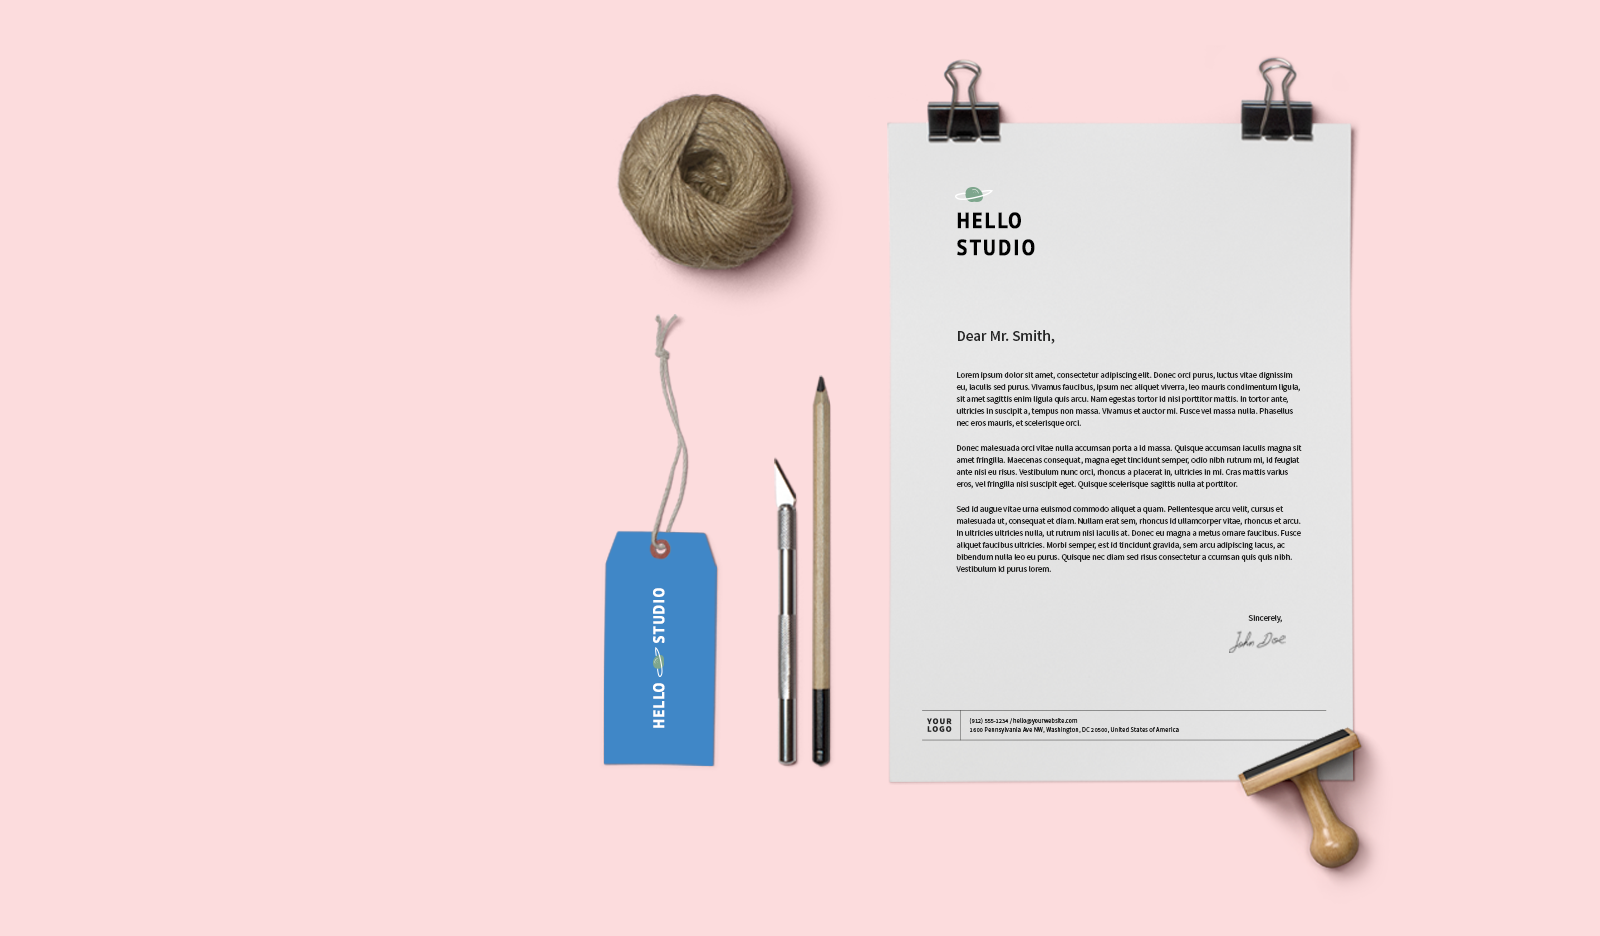 HELLO
STUDIO
Dear Mr. Smith,
Lorem ipsum dolor sit amet, consectetur adipiscing elit. Donec orci purus, luctus vitae dignissim
eu, iaculis sed purus. Vivamus faucibus, ipsum nec aliquet viverra, leo mauris condimentum ligula,
sit amet sagittis enim ligula quis arcu. Nam egestas tortor id nisi porttitor mattis. In tortor ante,
ultricies in suscipit a, tempus non massa. Vivamus et auctor mi. Fusce vel massa nulla. Phasellus
nec eros mauris, et scelerisque orci.
Donec malesuada orci vitae nulla accumsan porta a id massa. Quisque accumsan iaculis magna sit
amet fringilla. Maecenas consequat, magna eget tincidunt semper, odio nibh rutrum mi, id feugiat
ante nisi eu risus. Vestibulum nunc orci, rhoncus a placerat in, ultricies in mi. Cras mattis varius
eros, vel fringilla nisi suscipit eget. Quisque scelerisque sagittis nulla at porttitor.
Sed id augue vitae urna euismod commodo aliquet a quam. Pellentesque arcu velit, cursus et
malesuada ut, consequat et diam. Nullam erat sem, rhoncus id ullamcorper vitae, rhoncus et arcu.
In ultricies ultricies nulla, ut rutrum nisi iaculis at. Donec eu magna a metus ornare faucibus. Fusce
aliquet faucibus ultricies. Morbi semper, est id tincidunt gravida, sem arcu adipiscing lacus, ac
bibendum nulla leo eu purus. Quisque nec diam sed risus consectetur a ccumsan quis quis nibh.
Vestibulum id purus lorem.
Sincerely,
John Doe
YOUR
LOGO
(912) 555-1234 / hello@yourwebsite.com
1600 Pennsylvania Ave NW, Washington, DC 20500, United States of America
HELLO STUDIO